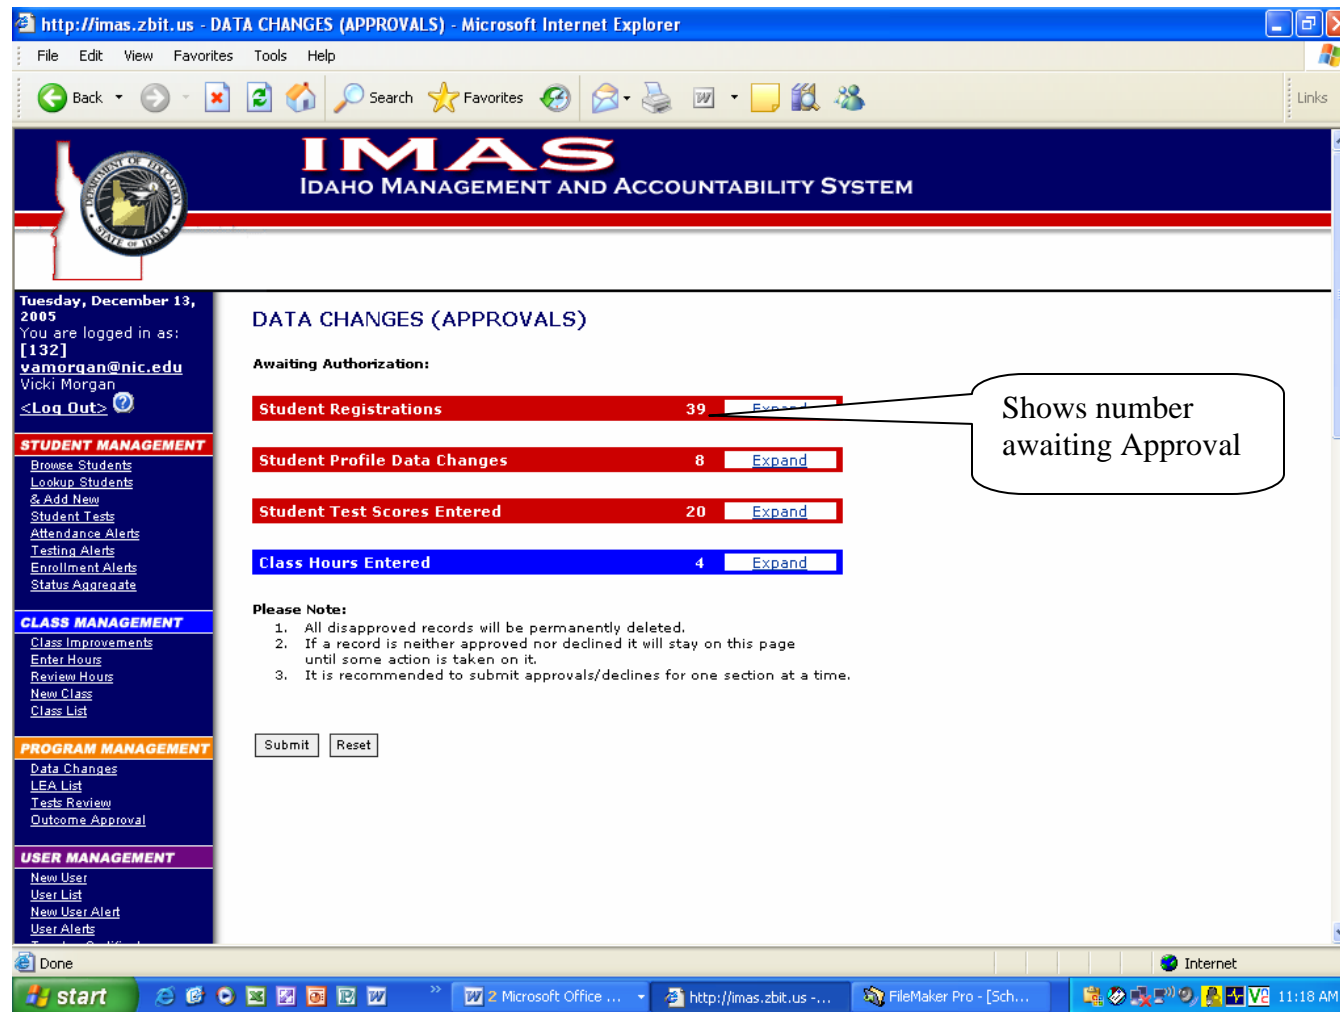 http://imas.zbit.us - DATA CHANGES (APPROVALS) - Microsoft Internet Explorer
File Edit View Favorites Tools Help
Back Search Favorites Links
DEPARTMENT OF EDUCATION
STATE OF IDAHO
IMAS
IDAHO MANAGEMENT AND ACCOUNTABILITY SYSTEM
Tuesday, December 13,
2005
You are logged in as:
[132]
vamorgan@nic.edu
Vicki Morgan
<Log Out>
STUDENT MANAGEMENT
Browse Students
Lookup Students
& Add New
Student Tests
Attendance Alerts
Testing Alerts
Enrollment Alerts
Status Aggregate
CLASS MANAGEMENT
Class Improvements
Enter Hours
Review Hours
New Class
Class List
PROGRAM MANAGEMENT
Data Changes
LEA List
Tests Review
Outcome Approval
USER MANAGEMENT
New User
User List
New User Alert
User Alerts
DATA CHANGES (APPROVALS)
Awaiting Authorization:
Student Registrations 39 Expand
Student Profile Data Changes 8 Expand
Student Test Scores Entered 20 Expand
Class Hours Entered 4 Expand
Shows number
awaiting Approval
Please Note:
1. All disapproved records will be permanently deleted.
2. If a record is neither approved nor declined it will stay on this page
until some action is taken on it.
3. It is recommended to submit approvals/declines for one section at a time.
Submit Reset
Done Internet
start 2 Microsoft Office ... http://imas.zbit.us -... FileMaker Pro - [Sch... 11:18 AM